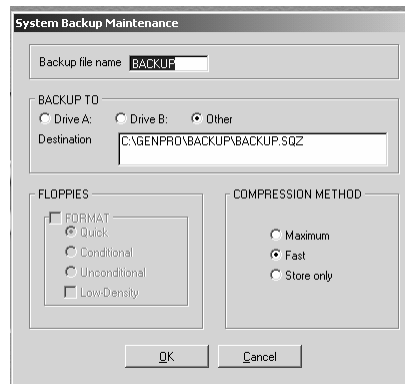 System Backup Maintenance
Backup file name BACKUP
BACKUP TO
Drive A: Drive B: Other
Destination C:\GENPRO\BACKUP\BACKUP.SQZ
FLOPPIES
FORMAT
Quick
Conditional
Unconditional
Low-Density
COMPRESSION METHOD
Maximum
Fast
Store only
OK Cancel